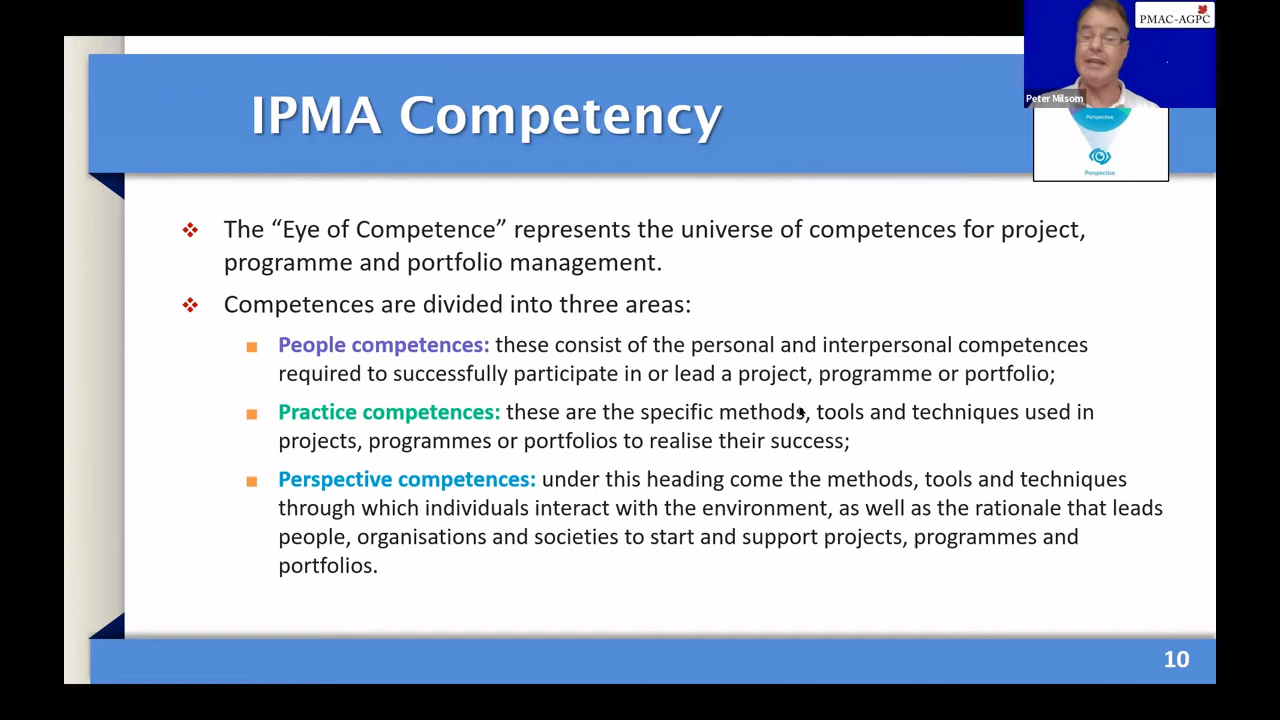 PMAC-AGPC
Peter Milsom
IPMA Competency
Perspective
Perspective
The “Eye of Competence” represents the universe of competences for project,
programme and portfolio management.
Competences are divided into three areas:
People competences: these consist of the personal and interpersonal competences
required to successfully participate in or lead a project, programme or portfolio;
Practice competences: these are the specific methods, tools and techniques used in
projects, programmes or portfolios to realise their success;
Perspective competences: under this heading come the methods, tools and techniques
through which individuals interact with the environment, as well as the rationale that leads
people, organisations and societies to start and support projects, programmes and
portfolios.
10